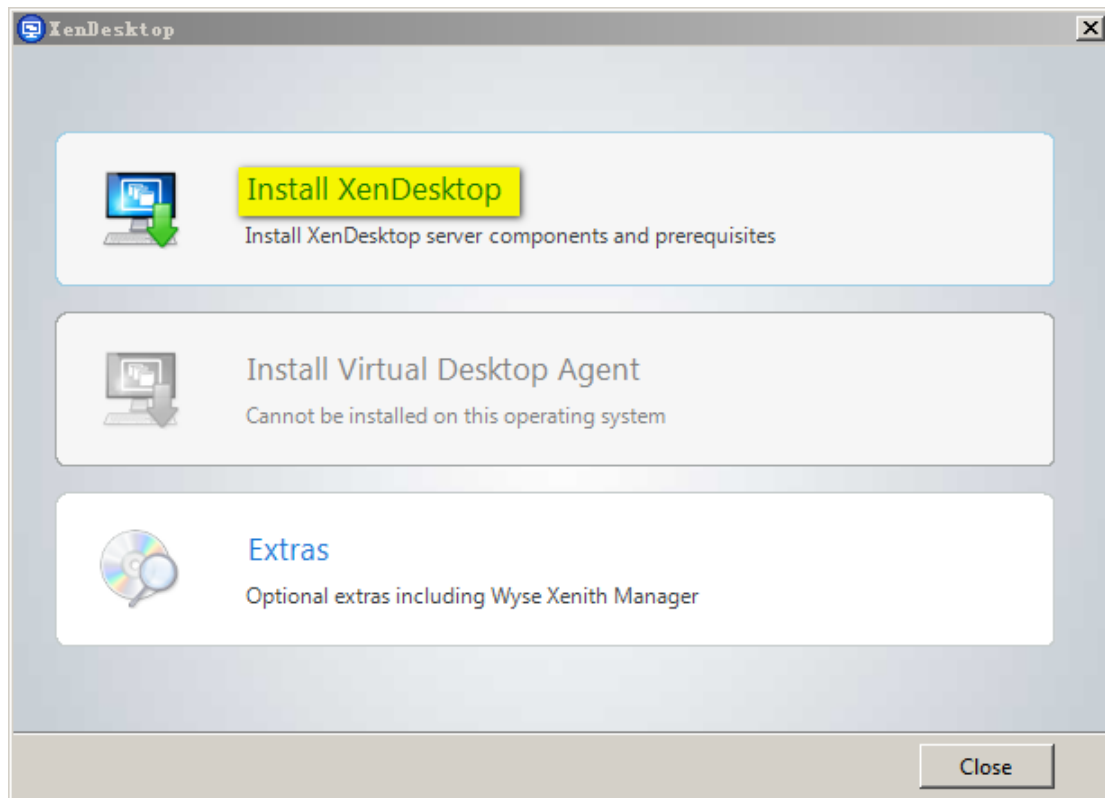 XenDesktop
Install XenDesktop
Install XenDesktop server components and prerequisites
Install Virtual Desktop Agent
Cannot be installed on this operating system
Extras
Optional extras including Wyse Xenith Manager
Close